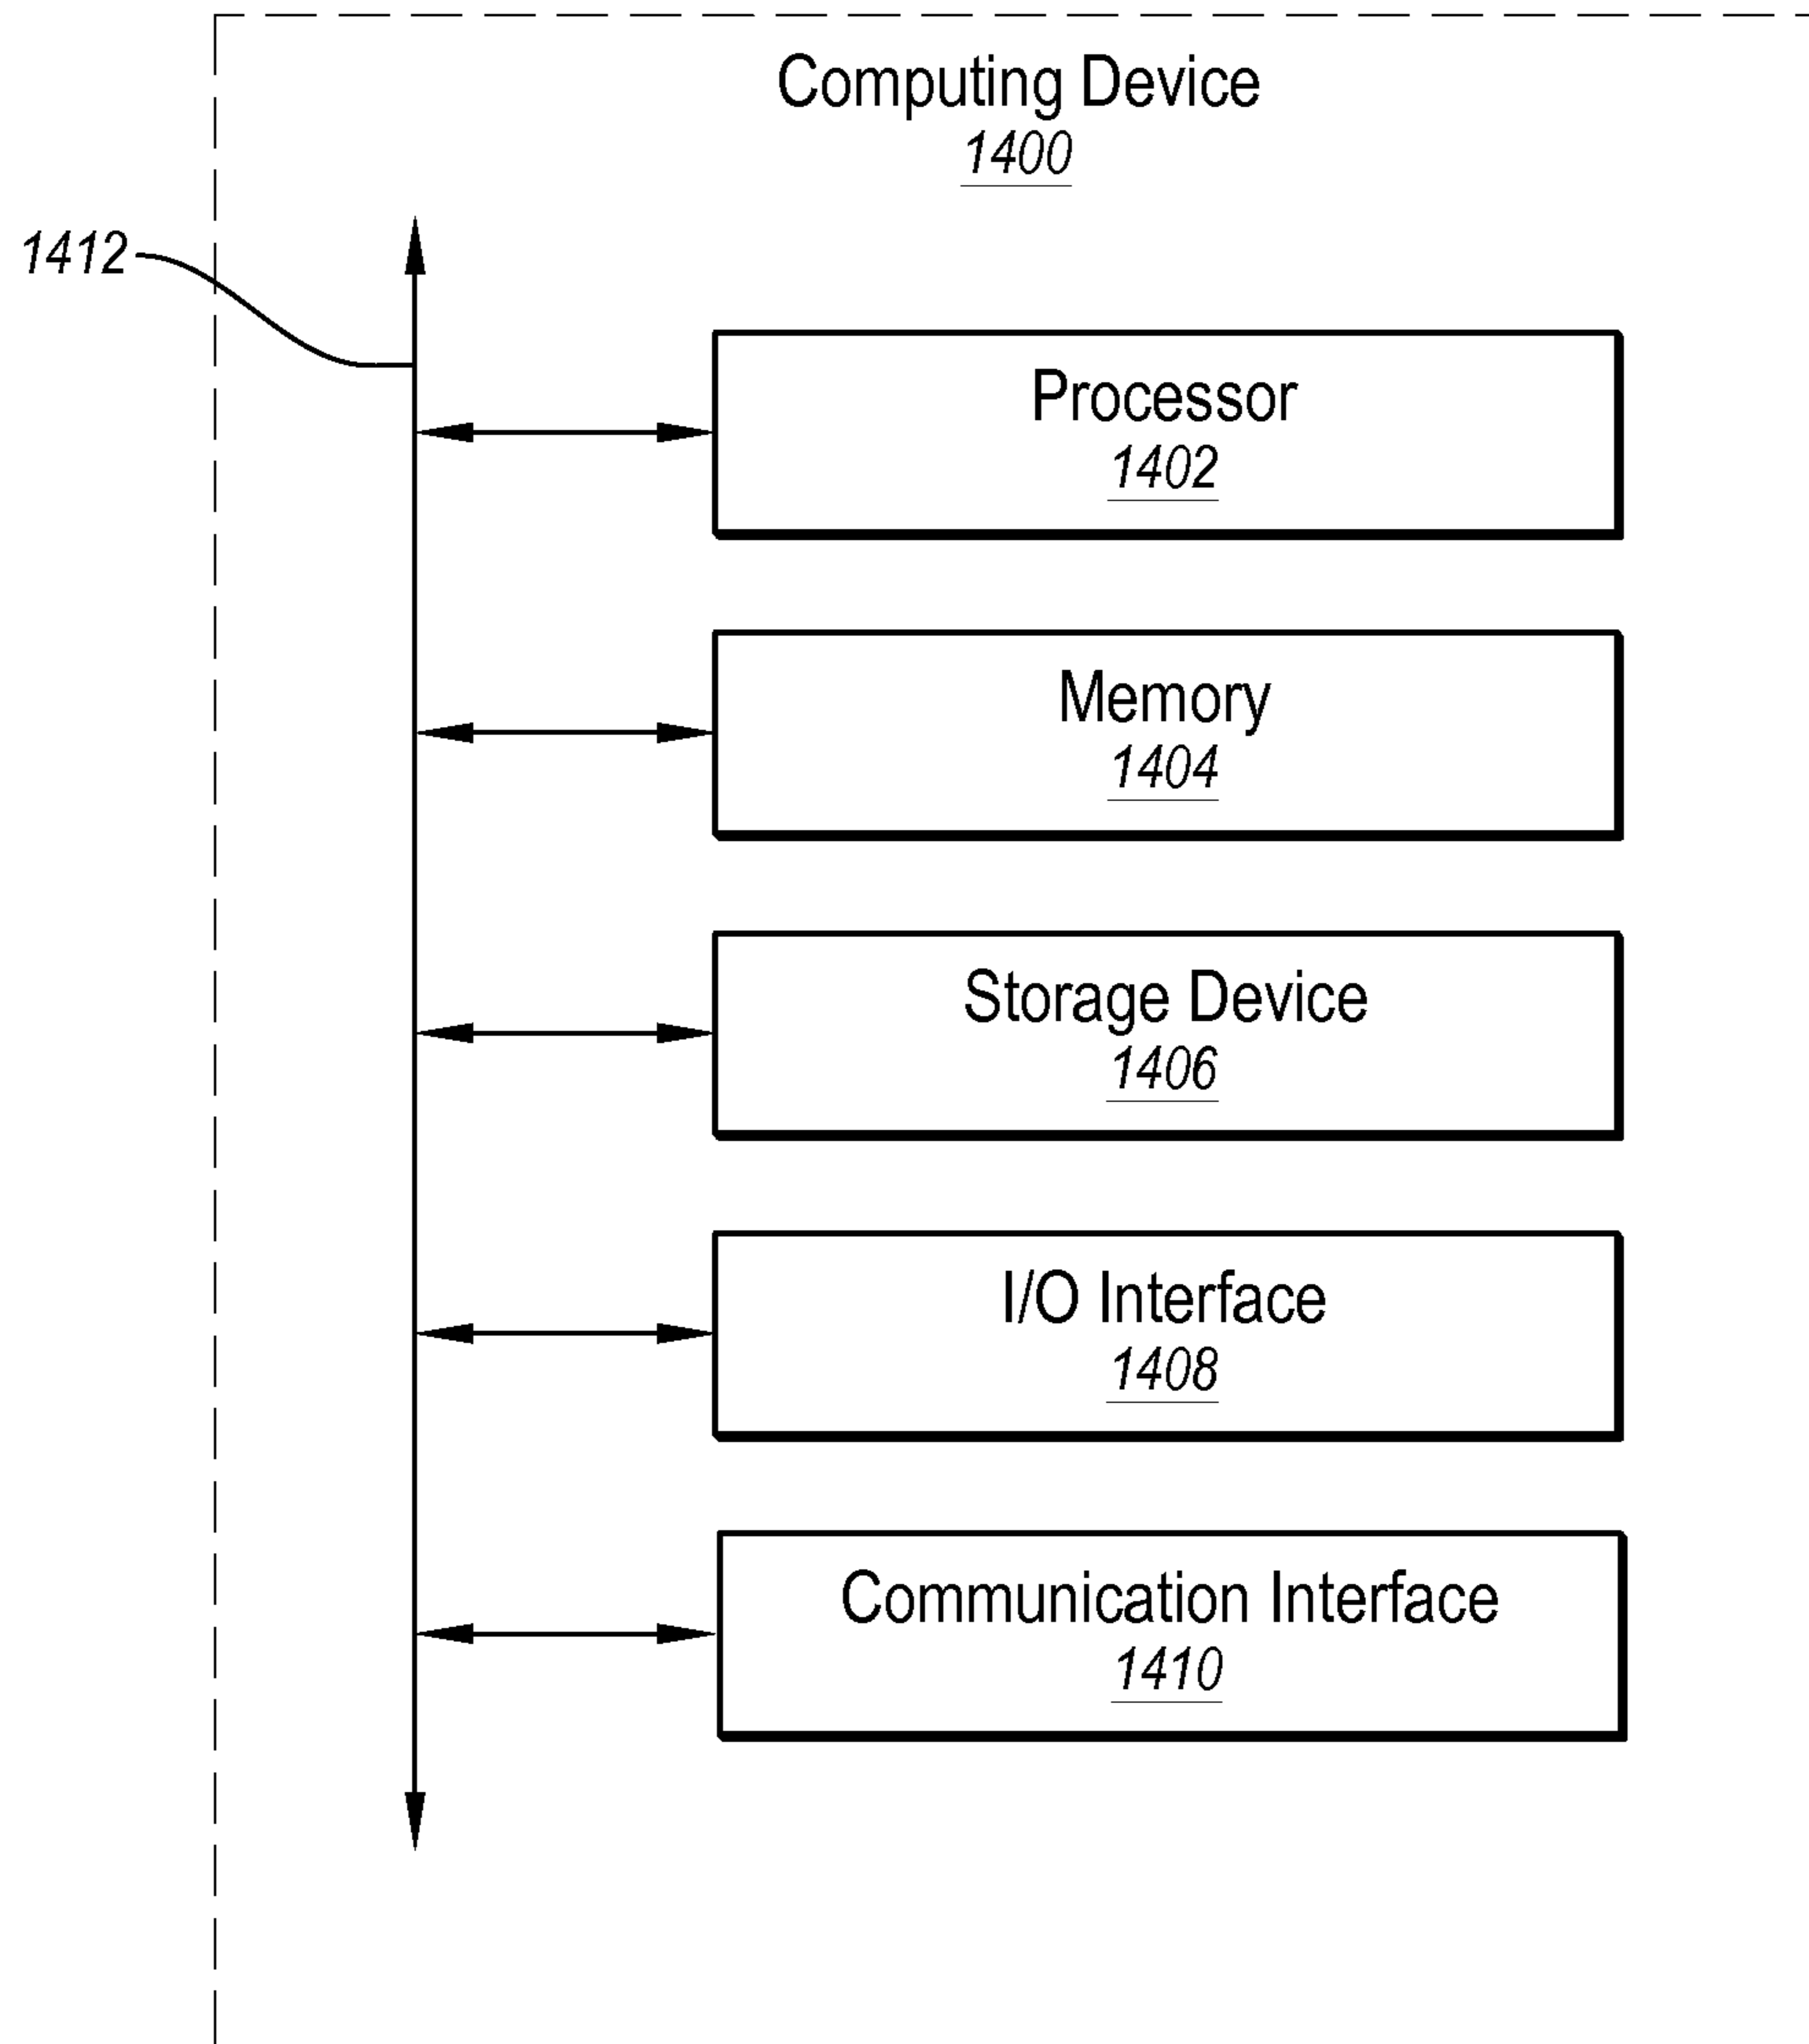 Computing Device
1400
1412
Processor
1402
Memory
1404
Storage Device
1406
I/O Interface
1408
Communication Interface
1410